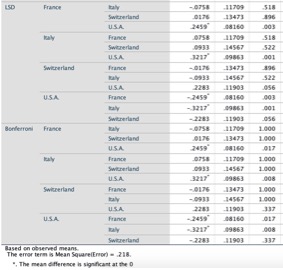 LSD France Italy -.0758 .11709 .518
Switzerland .0176 .13473 .896
U.S.A. .2459* .08160 .003
Italy France .0758 .11709 .518
Switzerland .0933 .14567 .522
U.S.A. .3217* .09863 .001
Switzerland France -.0176 .13473 .896
Italy -.0933 .14567 .522
U.S.A. .2283 .11903 .056
U.S.A. France -.2459* .08160 .003
Italy -.3217* .09863 .001
Switzerland -.2283 .11903 .056
Bonferroni France Italy -.0758 .11709 1.000
Switzerland .0176 .13473 1.000
U.S.A. .2459* .08160 .017
Italy France .0758 .11709 1.000
Switzerland .0933 .14567 1.000
U.S.A. .3217* .09863 .008
Switzerland France -.0176 .13473 1.000
Italy -.0933 .14567 1.000
U.S.A. .2283 .11903 .337
U.S.A. France -.2459* .08160 .017
Italy -.3217* .09863 .008
Switzerland -.2283 .11903 .337
Based on observed means.
The error term is Mean Square(Error) = .218.
*. The mean difference is significant at the 0